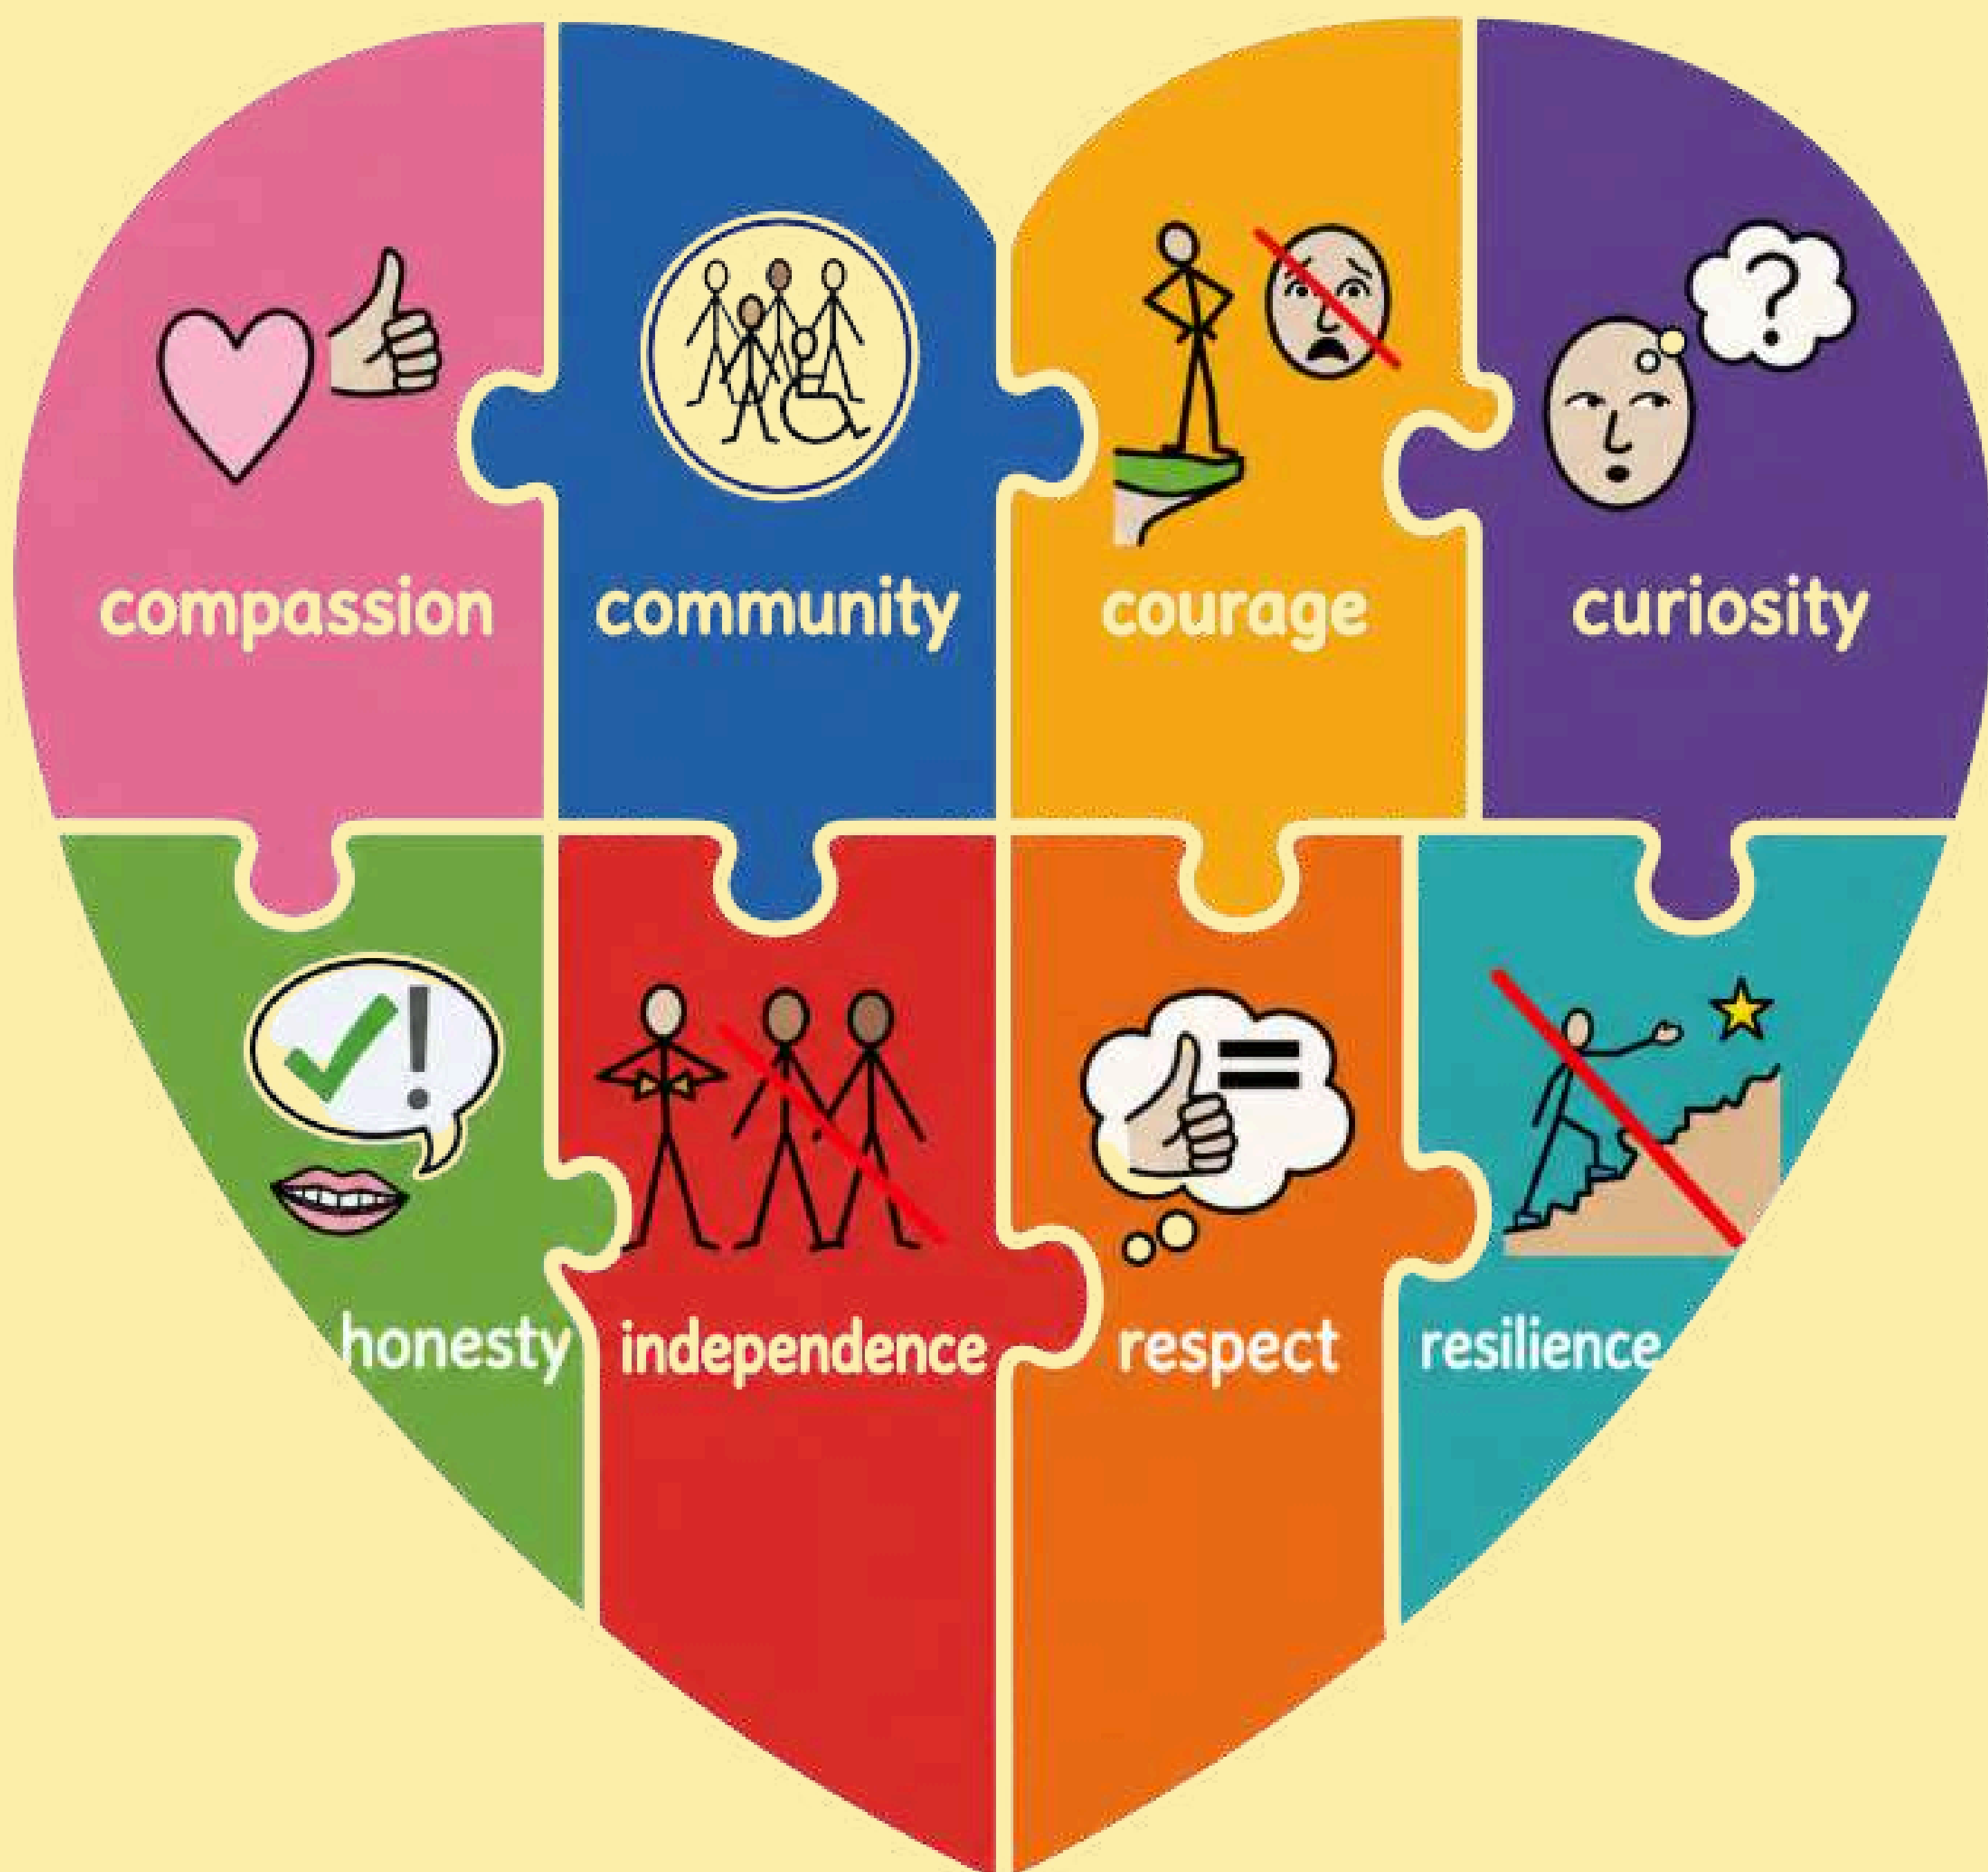 compassion
community
courage
curiosity
honesty
independence
respect
resilience